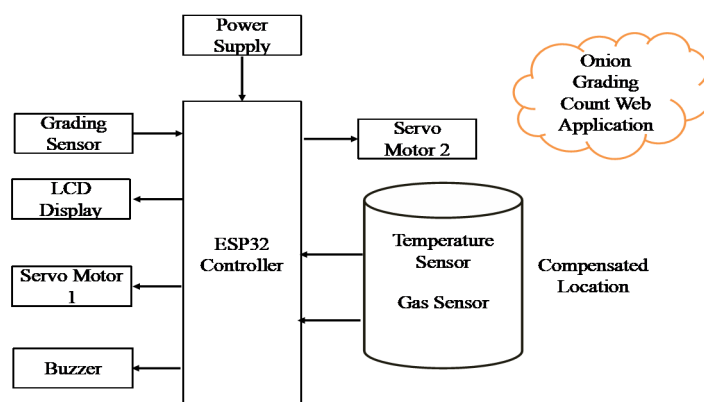 Power
Supply
Onion
Grading
Count Web
Application
Grading
Sensor
Servo
Motor 2
LCD
Display
ESP32
Controller
Temperature
Sensor
Gas Sensor
Compensated
Location
Servo Motor
1
Buzzer